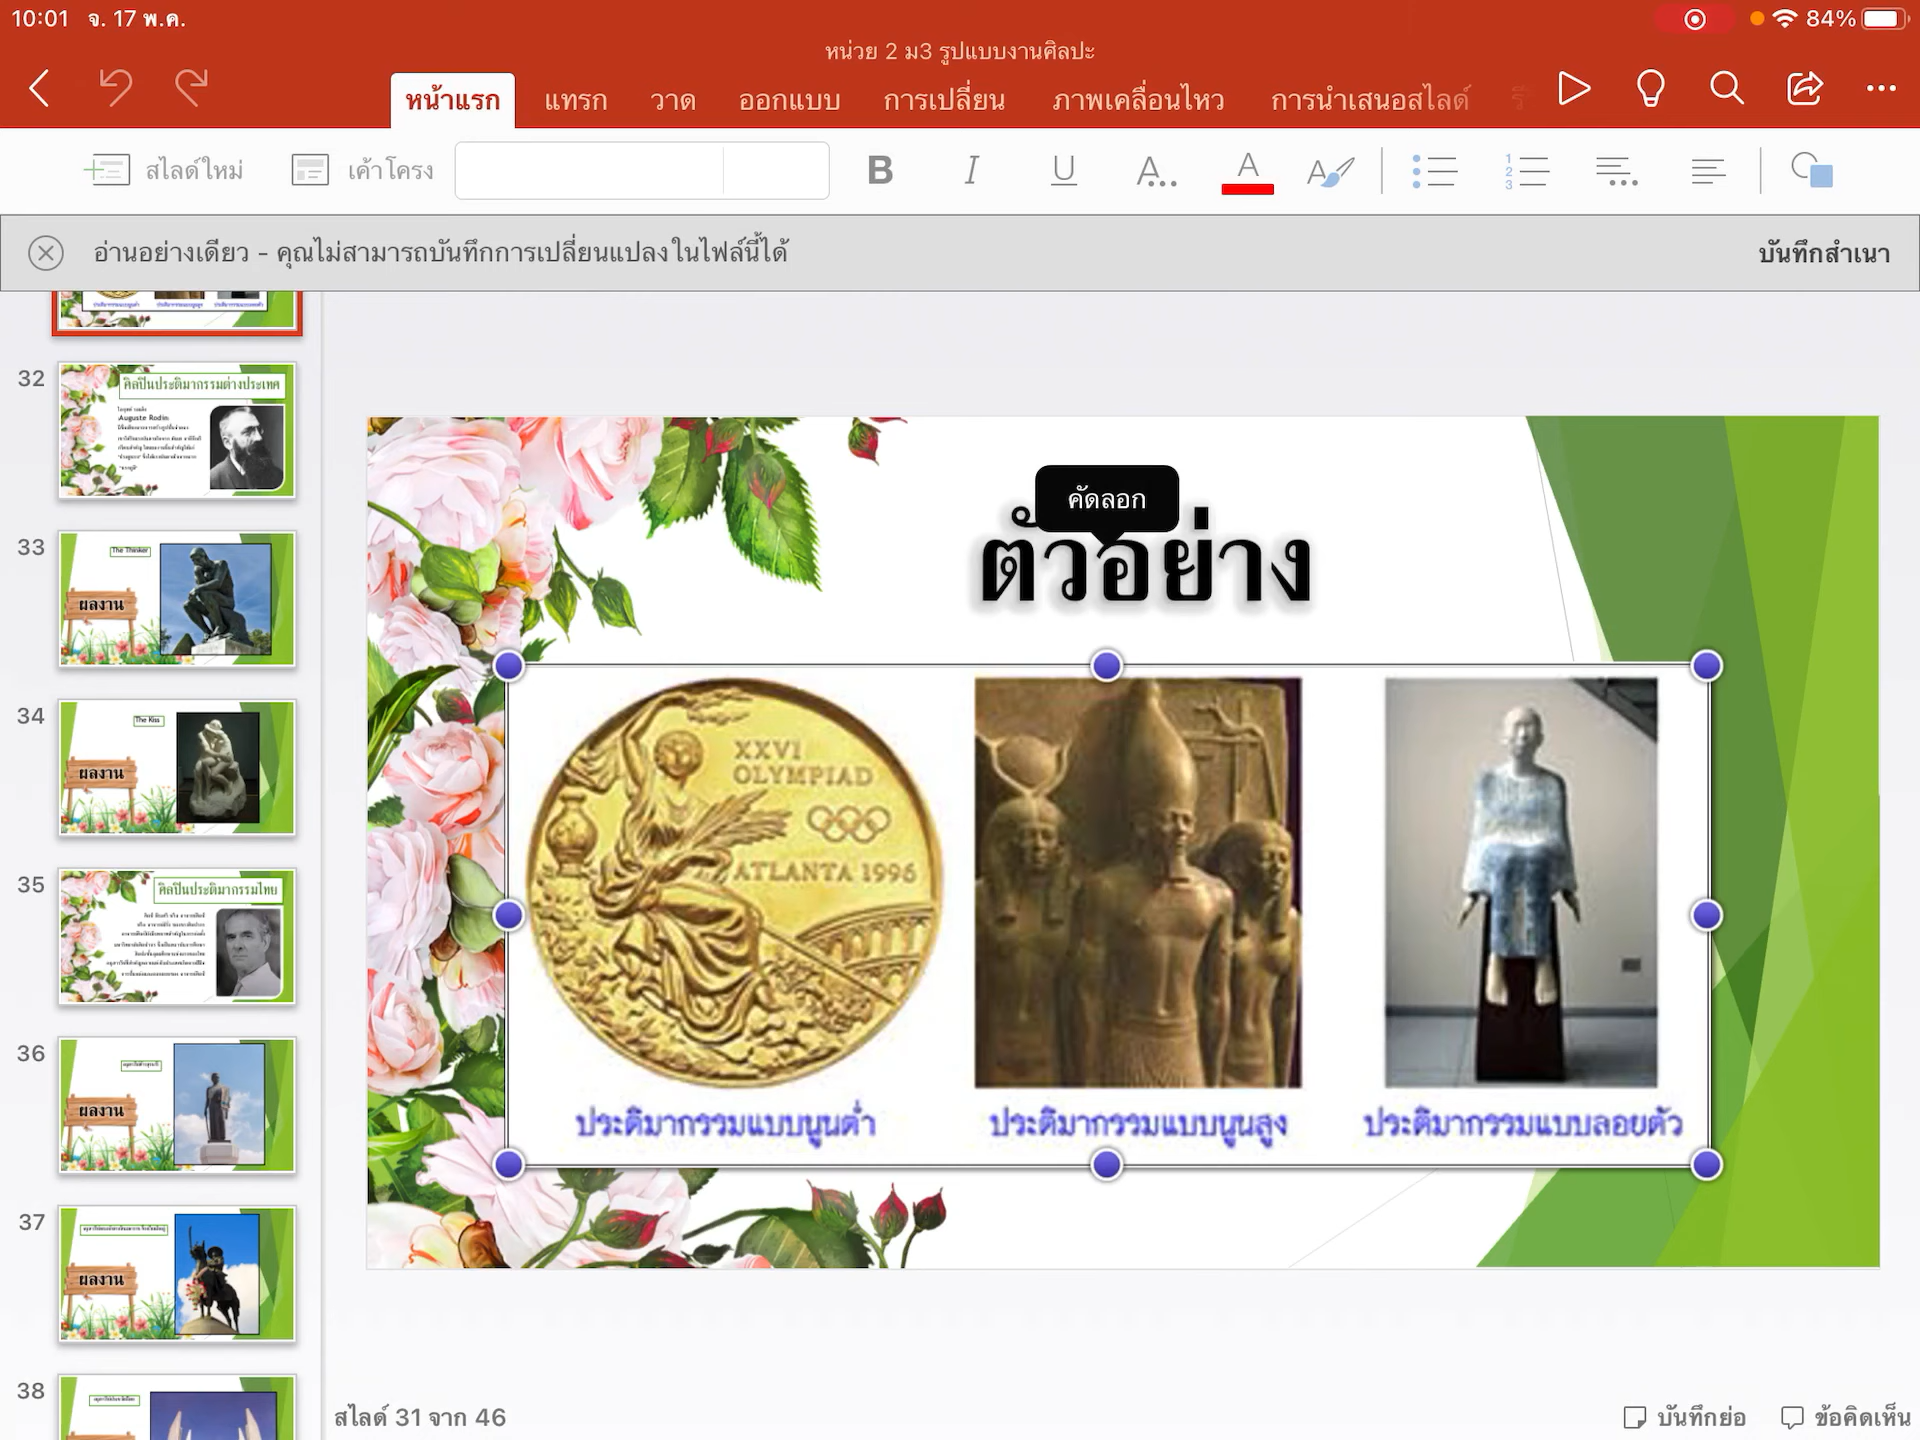 10:01 จ. 17 พ.ค.
84%
หน่วย 2 ม3 รูปแบบงานศิลปะ
หน้าแรก แทรก วาด ออกแบบ การเปลี่ยน ภาพเคลื่อนไหว การนำเสนอสไลด์
สไลด์ใหม่ เค้าโครง B I U A A A
อ่านอย่างเดียว - คุณไม่สามารถบันทึกการเปลี่ยนแปลงในไฟล์นี้ได้ บันทึกสำเนา
32
ศิลปินประติมากรรมต่างประเทศ
Auguste Rodin
33
The Thinker
ผลงาน
34
The Kiss
ผลงาน
35
ศิลปินประติมากรรมไทย
36
ผลงาน
37
ผลงาน
38
คัดลอก
ตัวอย่าง
XXVI
OLYMPIAD
ATLANTA 1996
ประติมากรรมแบบนูนต่ำ ประติมากรรมแบบนูนสูง ประติมากรรมแบบลอยตัว
สไลด์ 31 จาก 46
บันทึกย่อ ข้อคิดเห็น